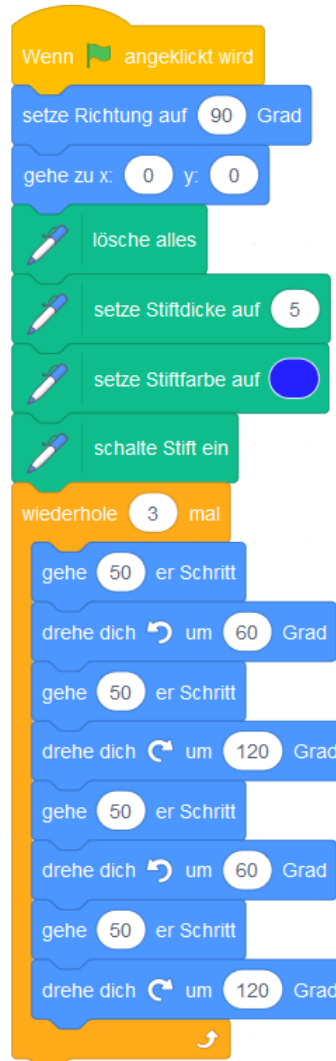 Wenn angeklickt wird
setze Richtung auf 90 Grad
gehe zu x: 0 y: 0
lösche alles
setze Stiftdicke auf 5
setze Stiftfarbe auf
schalte Stift ein
wiederhole 3 mal
gehe 50 er Schritt
drehe dich um 60 Grad
gehe 50 er Schritt
drehe dich um 120 Grad
gehe 50 er Schritt
drehe dich um 60 Grad
gehe 50 er Schritt
drehe dich um 120 Grad